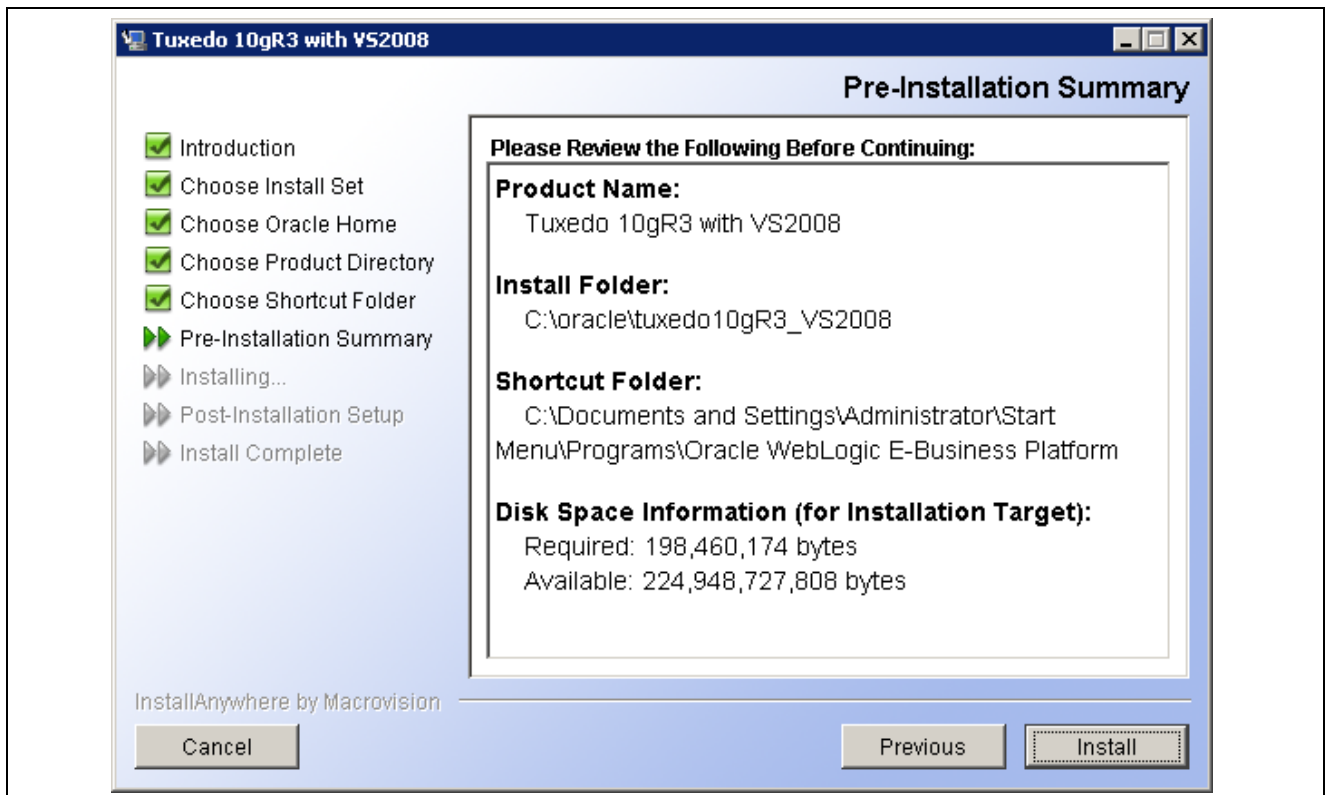 Tuxedo 10gR3 with VS2008
Pre-Installation Summary
Introduction
Choose Install Set
Choose Oracle Home
Choose Product Directory
Choose Shortcut Folder
Pre-Installation Summary
Installing...
Post-Installation Setup
Install Complete
Please Review the Following Before Continuing:
Product Name:
Tuxedo 10gR3 with VS2008
Install Folder:
C:\oracle\tuxedo10gR3_VS2008
Shortcut Folder:
C:\Documents and Settings\Administrator\Start
Menu\Programs\Oracle WebLogic E-Business Platform
Disk Space Information (for Installation Target):
Required: 198,460,174 bytes
Available: 224,948,727,808 bytes
InstallAnywhere by Macrovision
Cancel
Previous
Install